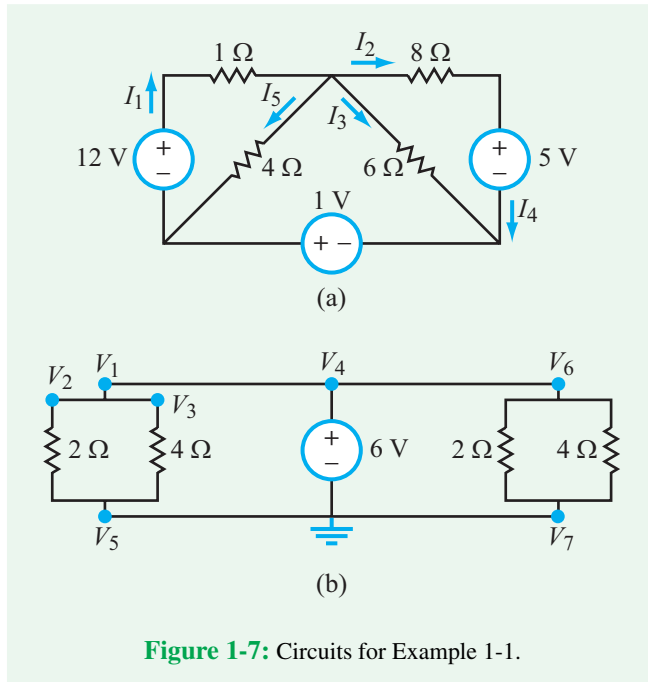 I2
1 Ω 8 Ω
I1 I5 I3
12 V + − 4 Ω 6 Ω + − 5 V
1 V I4
+ −
(a)
V1 V4 V6
V2 V3
2 Ω 4 Ω + − 6 V 2 Ω 4 Ω
V5 V7
(b)
Figure 1-7: Circuits for Example 1-1.